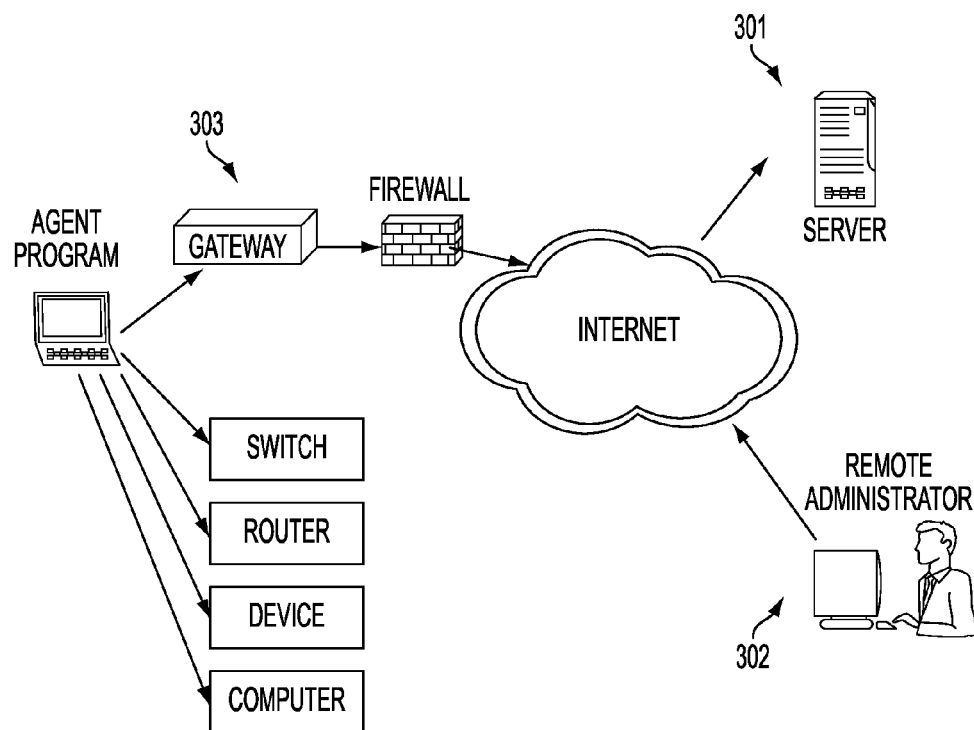 301
303
FIREWALL
SERVER
AGENT
PROGRAM
GATEWAY
INTERNET
SWITCH
REMOTE
ADMINISTRATOR
ROUTER
DEVICE
302
COMPUTER